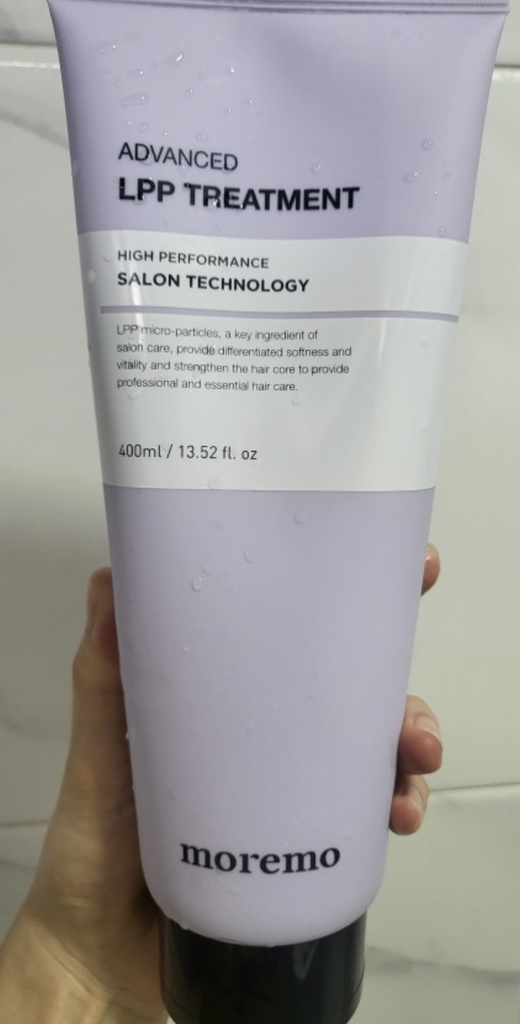 ADVANCED
LPP TREATMENT
HIGH PERFORMANCE
SALON TECHNOLOGY
LPP micro-particles, a key ingredient of
salon care, provide differentiated softness and
vitality and strengthen the hair core to provide
professional and essential hair care.
400ml / 13.52 fl. oz
moremo